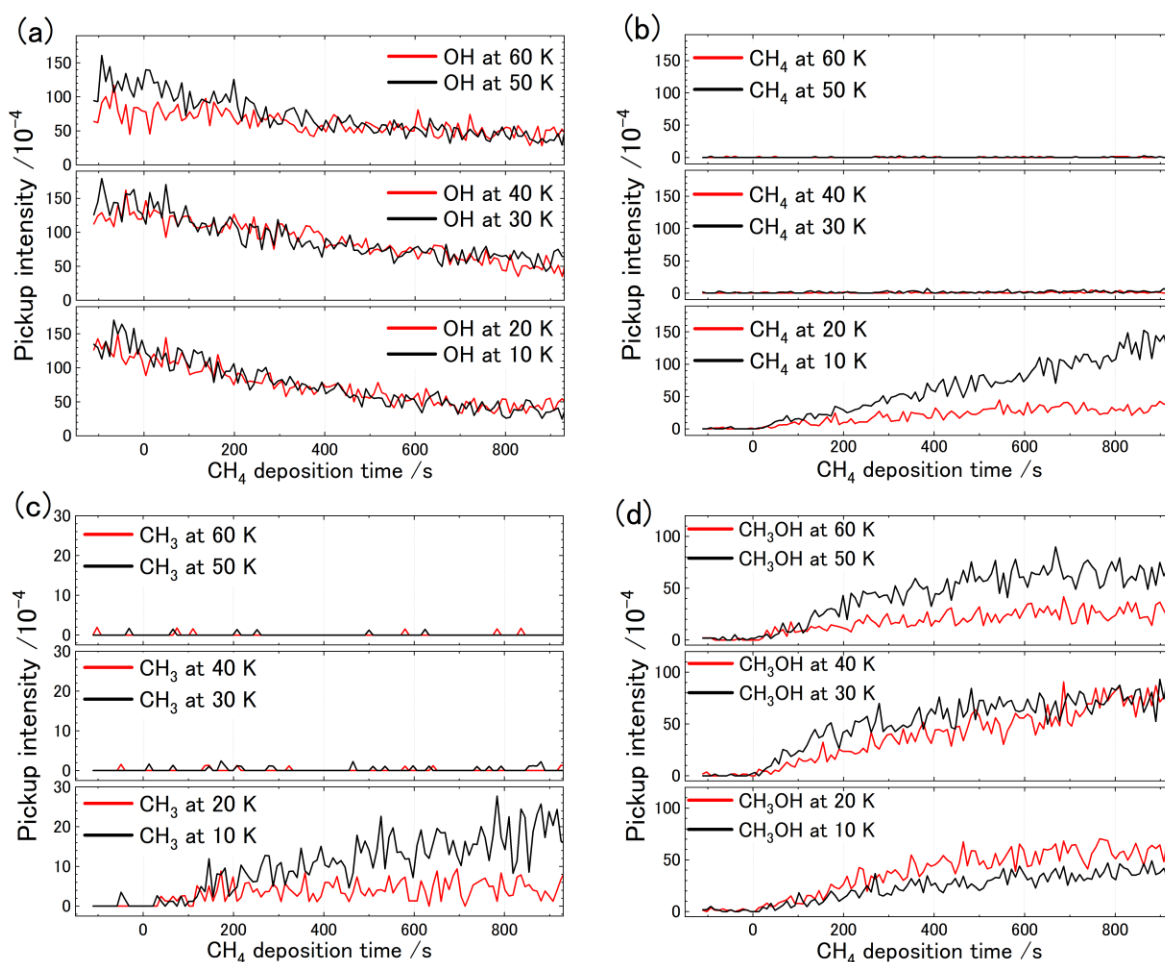 (a)
OH at 60 K
OH at 50 K
150
100
50
0
OH at 40 K
OH at 30 K
150
100
50
0
OH at 20 K
OH at 10 K
150
100
50
0
0 200 400 600 800
Pickup intensity /10⁻⁴
CH₄ deposition time /s
(b)
CH₄ at 60 K
CH₄ at 50 K
150
100
50
0
CH₄ at 40 K
CH₄ at 30 K
150
100
50
0
CH₄ at 20 K
CH₄ at 10 K
150
100
50
0
0 200 400 600 800
Pickup intensity /10⁻⁴
CH₄ deposition time /s
(c)
CH₃ at 60 K
CH₃ at 50 K
30
20
10
0
CH₃ at 40 K
CH₃ at 30 K
30
20
10
0
CH₃ at 20 K
CH₃ at 10 K
30
20
10
0
0 200 400 600 800
Pickup intensity /10⁻⁴
CH₄ deposition time /s
(d)
CH₃OH at 60 K
CH₃OH at 50 K
100
50
0
CH₃OH at 40 K
CH₃OH at 30 K
100
50
0
CH₃OH at 20 K
CH₃OH at 10 K
100
50
0
0 200 400 600 800
Pickup intensity /10⁻⁴
CH₄ deposition time /s